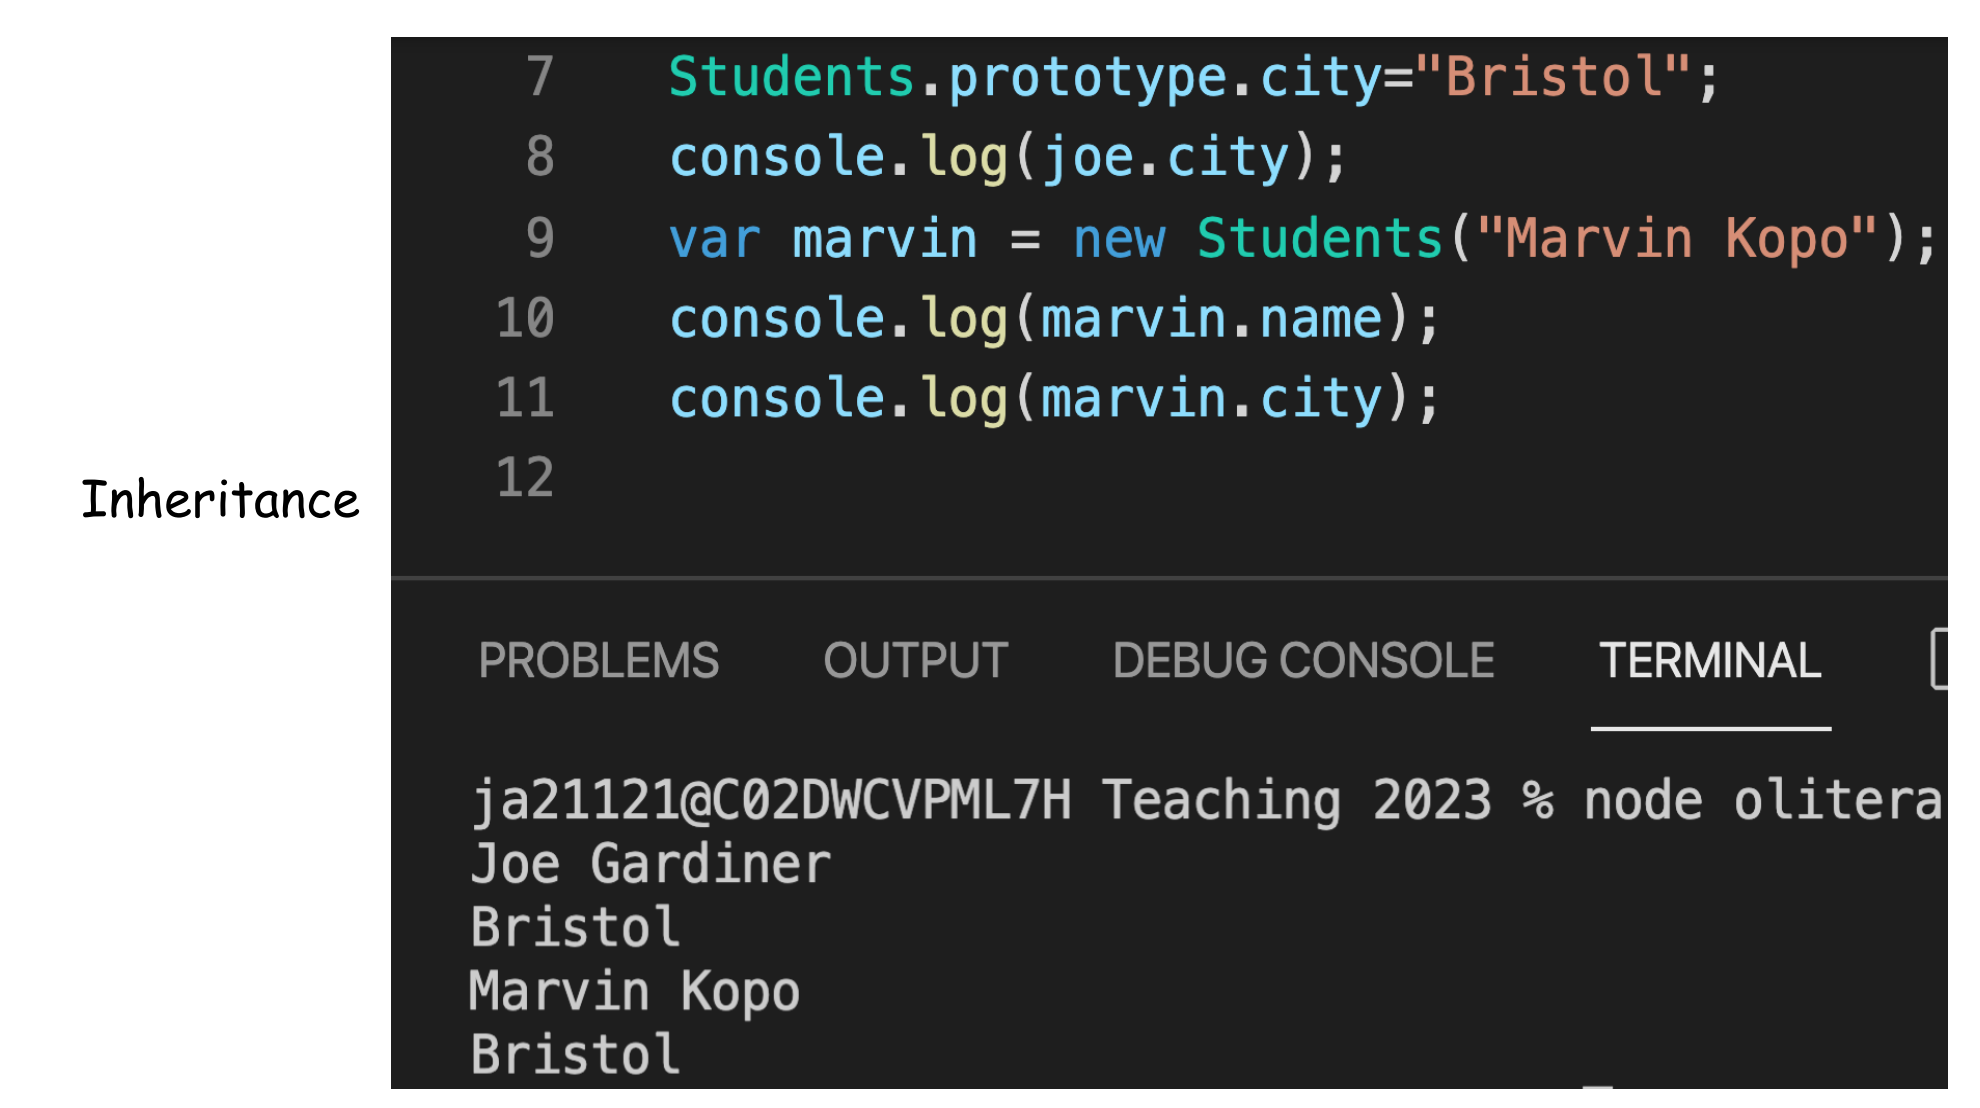 7 Students.prototype.city="Bristol";
8 console.log(joe.city);
9 var marvin = new Students("Marvin Kopo");
10 console.log(marvin.name);
11 console.log(marvin.city);
12
Inheritance
PROBLEMS OUTPUT DEBUG CONSOLE TERMINAL
ja21121@C02DWCVPML7H Teaching 2023 % node olitera
Joe Gardiner
Bristol
Marvin Kopo
Bristol